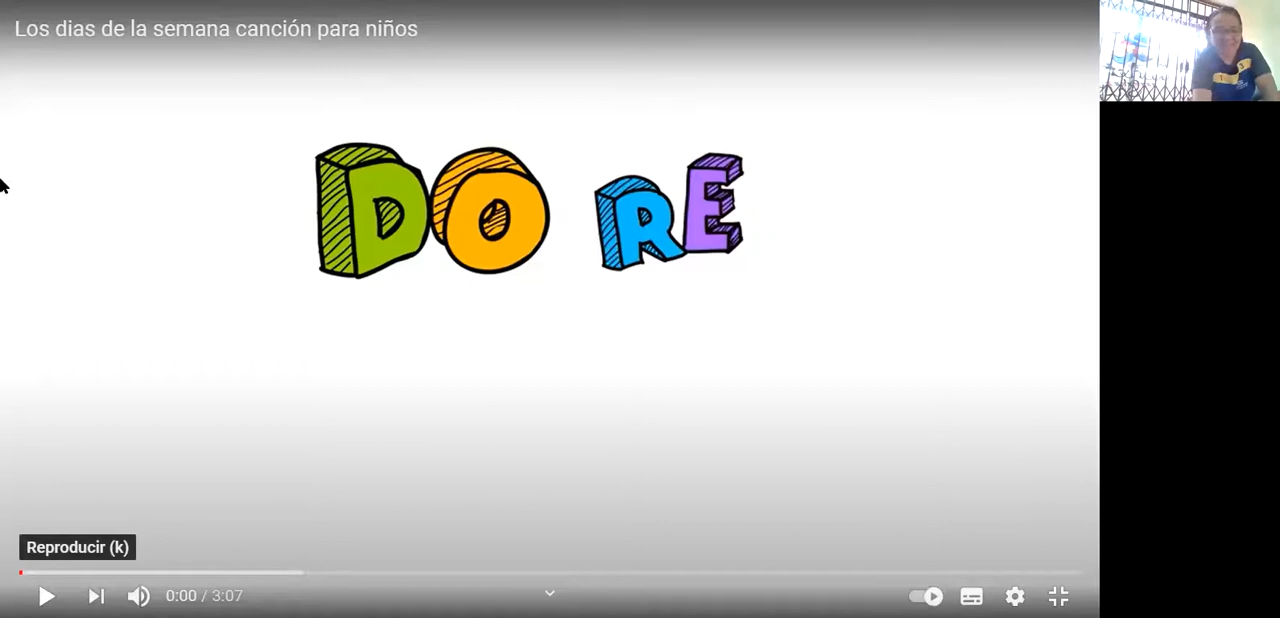 Los dias de la semana canción para niños
DO RE
Reproducir (k)
0:00 / 3:07